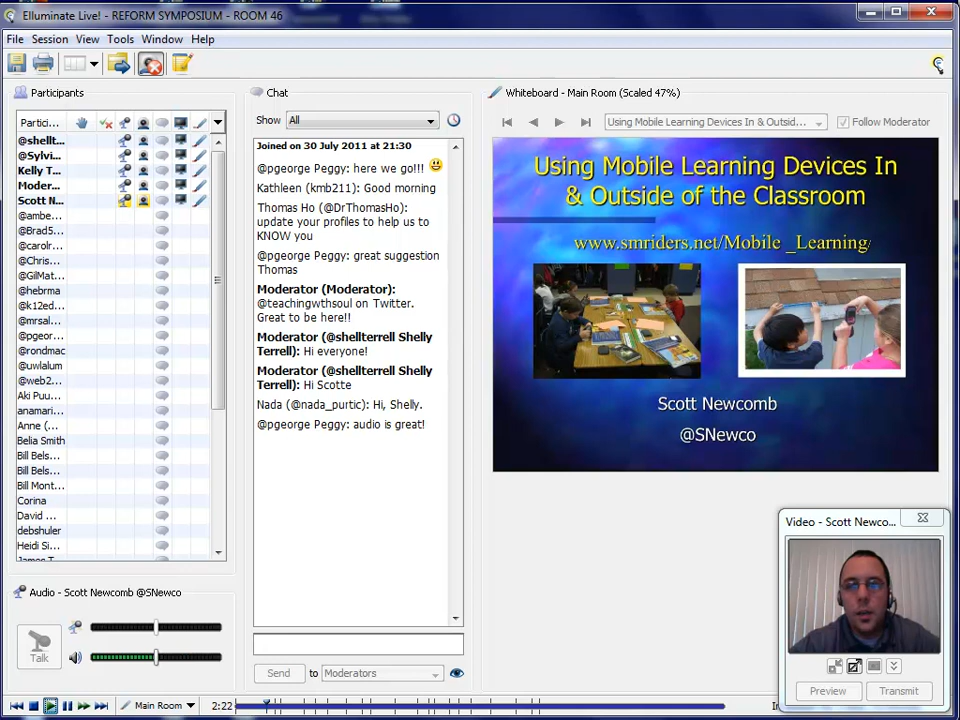 Elluminate Live! - REFORM SYMPOSIUM - ROOM 46
File Session View Tools Window Help
Participants
Partici...
@shellt...
@Sylvi...
Kelly T...
Moder...
Scott N...
@ambe...
@Brad5...
@carolr...
@Chris...
@GilMat...
@hebrma
@k12ed...
@mrsal...
@pgeor...
@rondmac
@uwlalum
@web2...
Aki Puu...
anamari...
Anne (...
Belia Smith
Bill Bels...
Bill Bels...
Bill Mont...
Corina
David ...
debshuler
Heidi Si...
James T...
Audio - Scott Newcomb @SNewco
Talk
Chat
Show All
Joined on 30 July 2011 at 21:30
@pgeorge Peggy: here we go!!!
Kathleen (kmb211): Good morning
Thomas Ho (@DrThomasHo):
update your profiles to help us to
KNOW you
@pgeorge Peggy: great suggestion
Thomas
Moderator (Moderator):
@teachingwithsoul on Twitter.
Great to be here!!
Moderator (@shellterrell Shelly
Terrell): Hi everyone!
Moderator (@shellterrell Shelly
Terrell): Hi Scotte
Nada (@nada_purtic): Hi, Shelly.
@pgeorge Peggy: audio is great!
Send to Moderators
Whiteboard - Main Room (Scaled 47%)
Using Mobile Learning Devices In & Outsid...
Follow Moderator
Using Mobile Learning Devices In
& Outside of the Classroom
www.smriders.net/Mobile _Learning/
Scott Newcomb
@SNewco
Video - Scott Newco...
Preview Transmit
Main Room 2:22